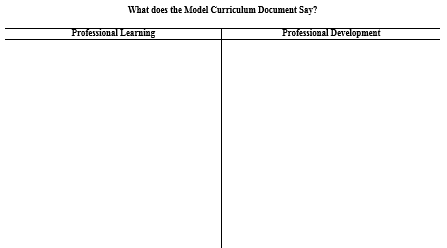 What does the Model Curriculum Document Say?
Professional Learning
Professional Development